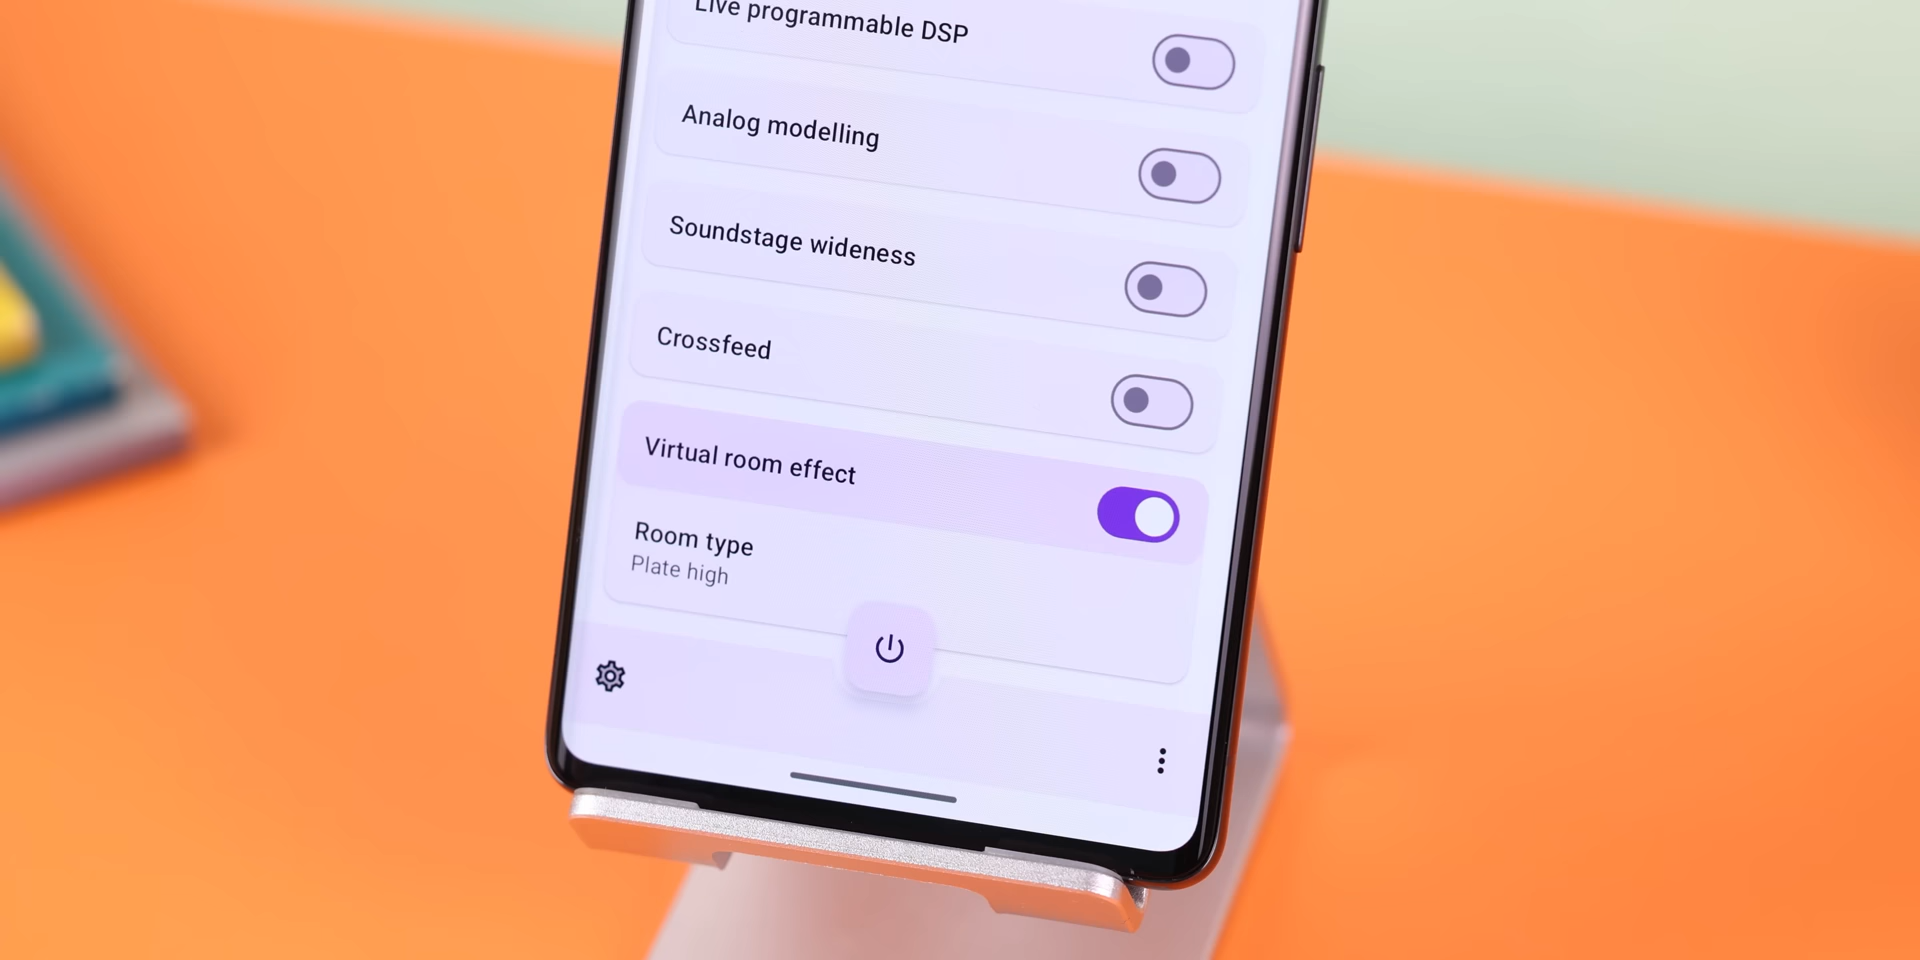 Live programmable DSP
Analog modelling
Soundstage wideness
Crossfeed
Virtual room effect
Room type
Plate high